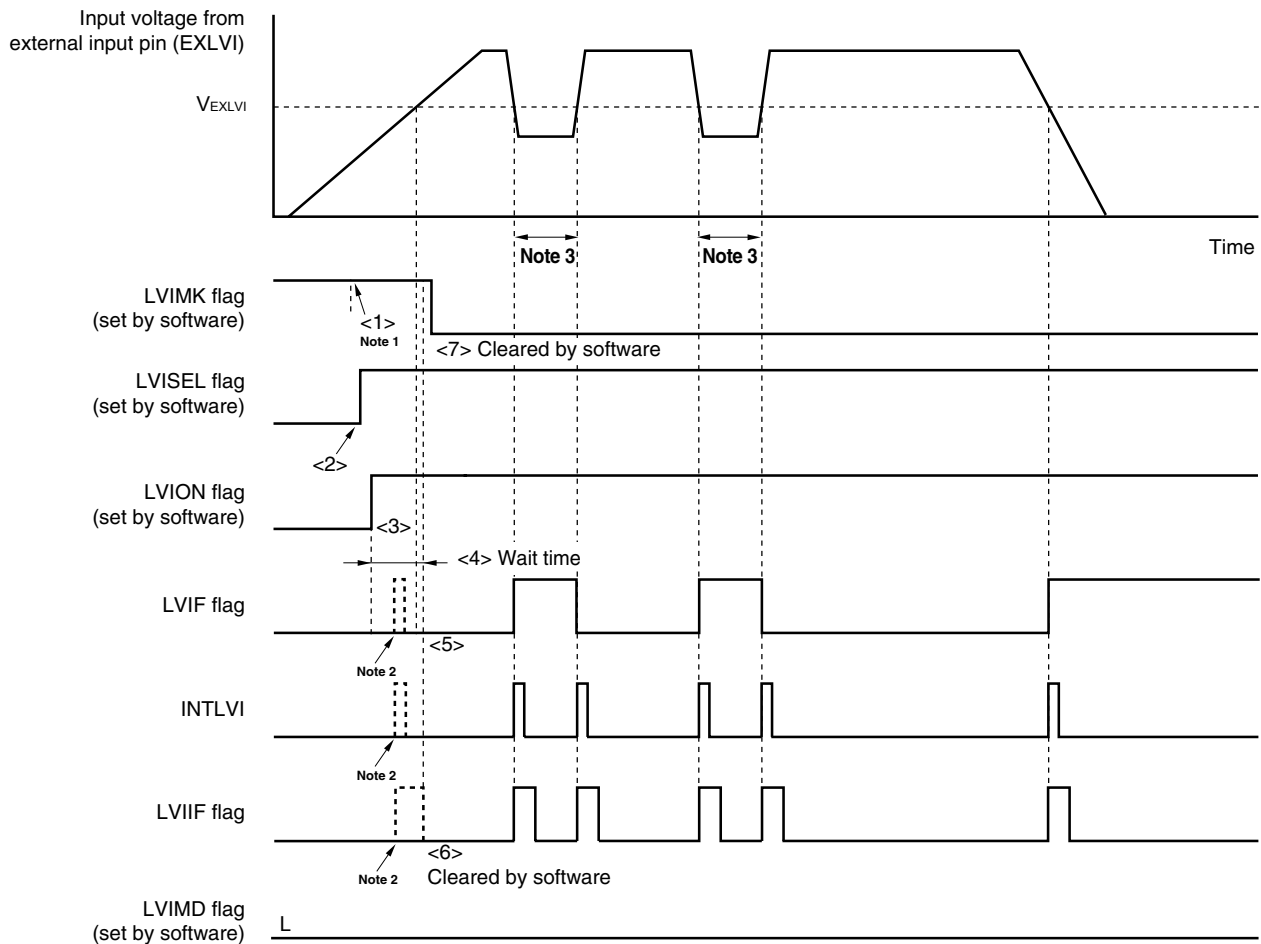 Input voltage from
external input pin (EXLVI)
VEXLVI
Time
Note 3
Note 3
LVIMK flag
(set by software)
<1>
Note 1
<7> Cleared by software
LVISEL flag
(set by software)
<2>
LVION flag
(set by software)
<3>
<4> Wait time
LVIF flag
<5>
Note 2
INTLVI
Note 2
LVIIF flag
<6>
Note 2
Cleared by software
LVIMD flag
(set by software)
L